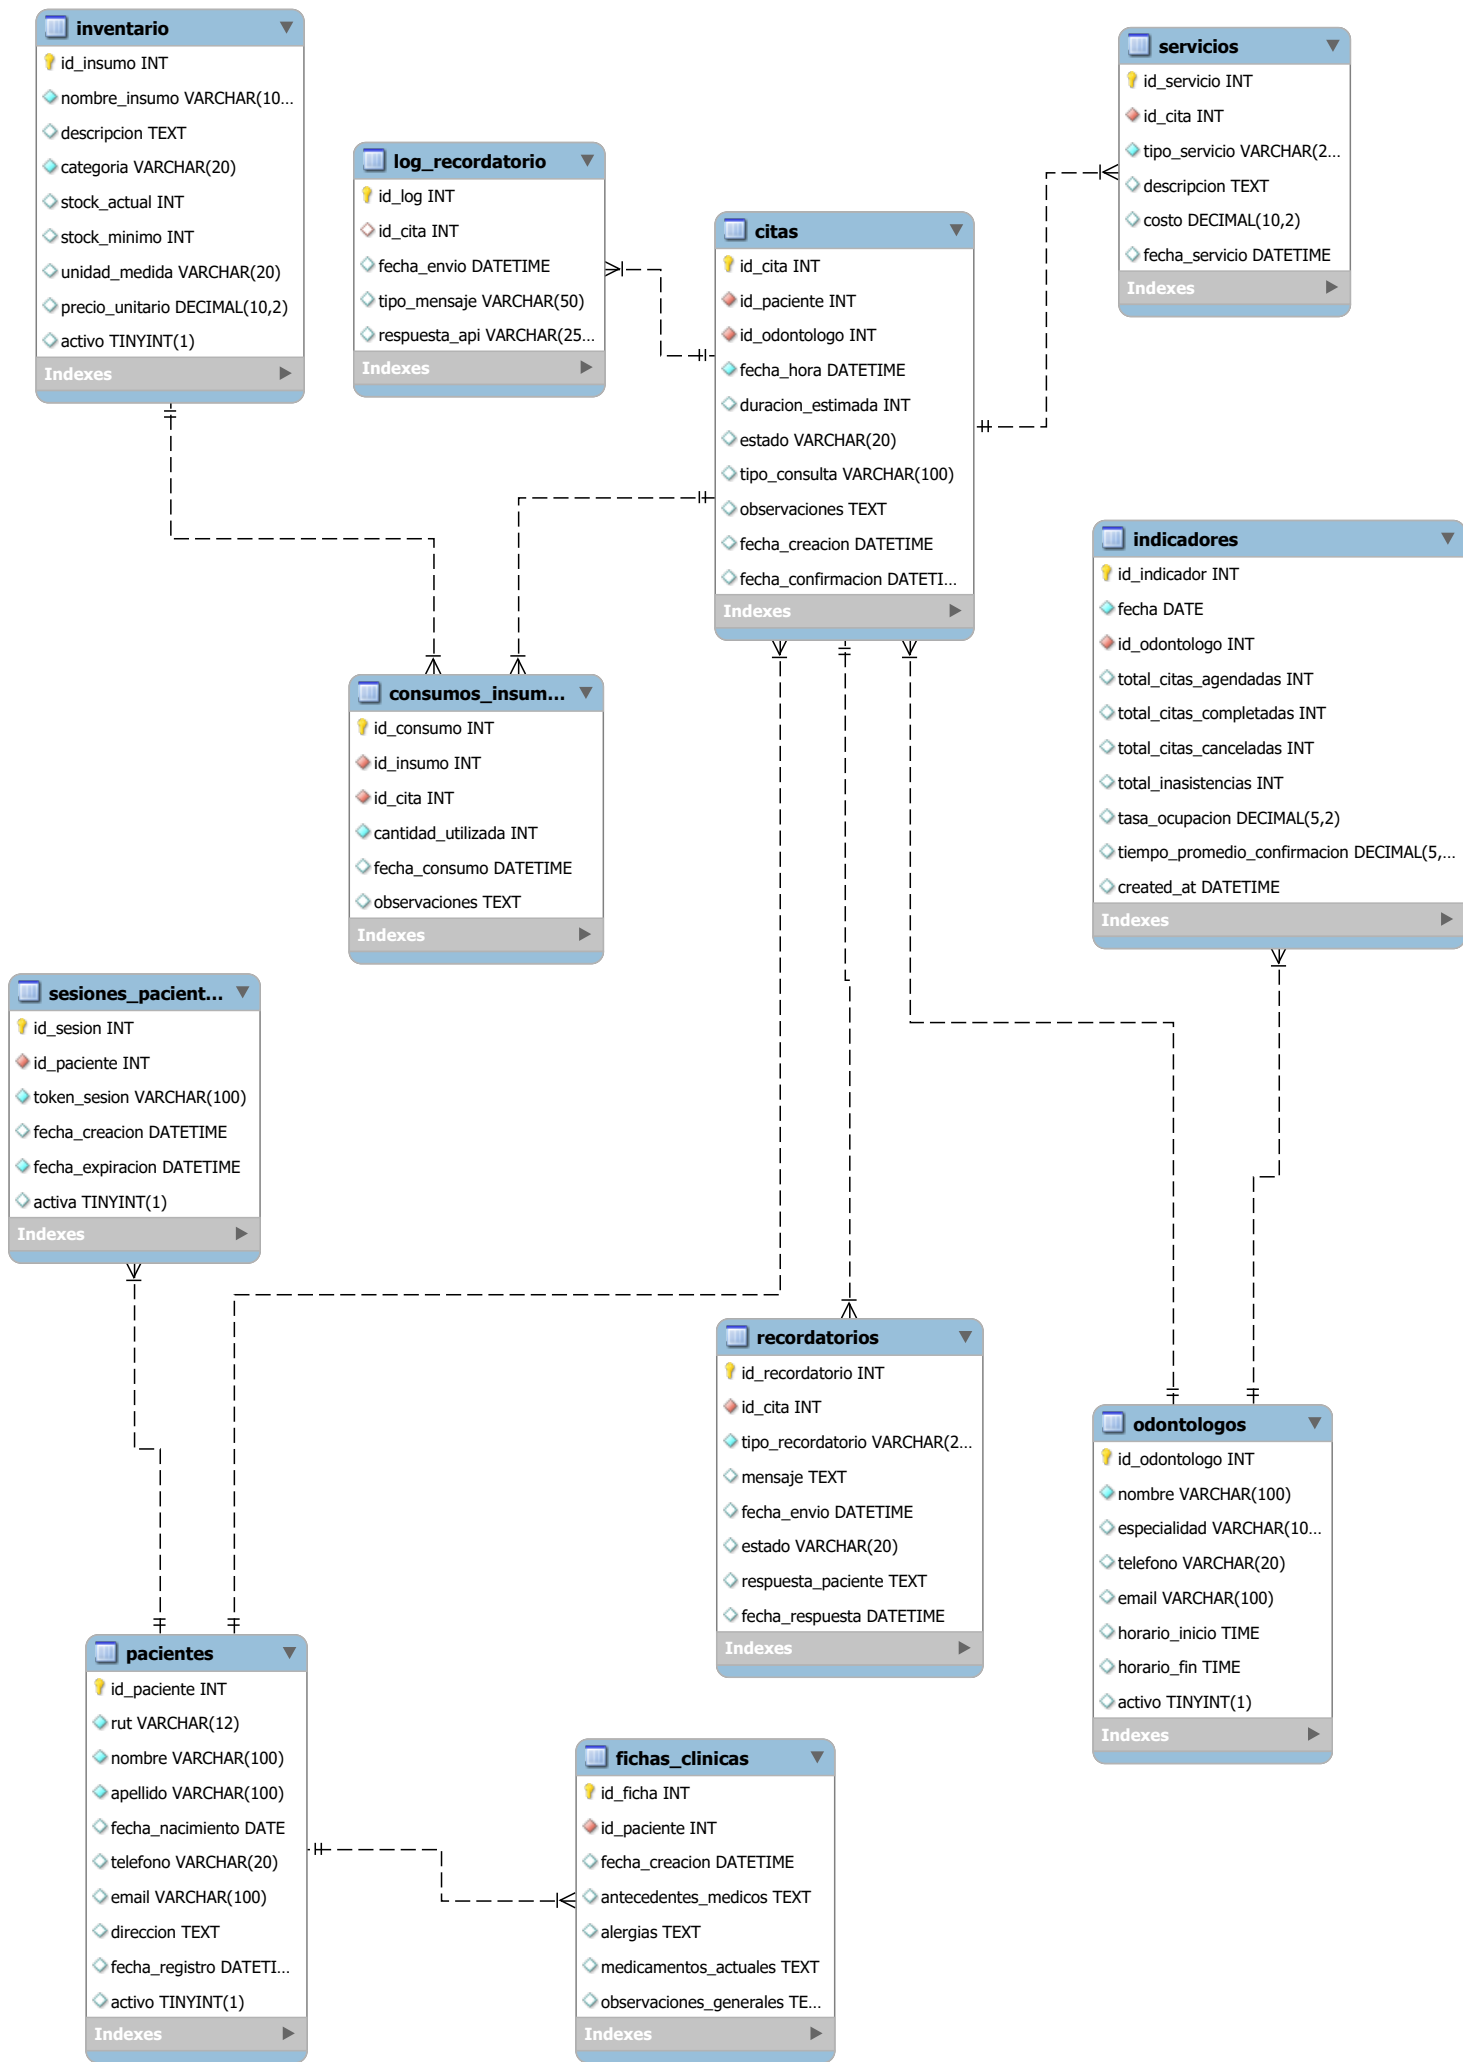 inventario
id_insumo INT
nombre_insumo VARCHAR(10...
descripcion TEXT
categoria VARCHAR(20)
stock_actual INT
stock_minimo INT
unidad_medida VARCHAR(20)
precio_unitario DECIMAL(10,2)
activo TINYINT(1)
Indexes
log_recordatorio
id_log INT
id_cita INT
fecha_envio DATETIME
tipo_mensaje VARCHAR(50)
respuesta_api VARCHAR(25...
Indexes
citas
id_cita INT
id_paciente INT
id_odontologo INT
fecha_hora DATETIME
duracion_estimada INT
estado VARCHAR(20)
tipo_consulta VARCHAR(100)
observaciones TEXT
fecha_creacion DATETIME
fecha_confirmacion DATETI...
Indexes
servicios
id_servicio INT
id_cita INT
tipo_servicio VARCHAR(2...
descripcion TEXT
costo DECIMAL(10,2)
fecha_servicio DATETIME
Indexes
indicadores
id_indicador INT
fecha DATE
id_odontologo INT
total_citas_agendadas INT
total_citas_completadas INT
total_citas_canceladas INT
total_inasistencias INT
tasa_ocupacion DECIMAL(5,2)
tiempo_promedio_confirmacion DECIMAL(5,...
created_at DATETIME
Indexes
consumos_insum...
id_consumo INT
id_insumo INT
id_cita INT
cantidad_utilizada INT
fecha_consumo DATETIME
observaciones TEXT
Indexes
sesiones_pacient...
id_sesion INT
id_paciente INT
token_sesion VARCHAR(100)
fecha_creacion DATETIME
fecha_expiracion DATETIME
activa TINYINT(1)
Indexes
recordatorios
id_recordatorio INT
id_cita INT
tipo_recordatorio VARCHAR(2...
mensaje TEXT
fecha_envio DATETIME
estado VARCHAR(20)
respuesta_paciente TEXT
fecha_respuesta DATETIME
Indexes
odontologos
id_odontologo INT
nombre VARCHAR(100)
especialidad VARCHAR(10...
telefono VARCHAR(20)
email VARCHAR(100)
horario_inicio TIME
horario_fin TIME
activo TINYINT(1)
Indexes
pacientes
id_paciente INT
rut VARCHAR(12)
nombre VARCHAR(100)
apellido VARCHAR(100)
fecha_nacimiento DATE
telefono VARCHAR(20)
email VARCHAR(100)
direccion TEXT
fecha_registro DATETI...
activo TINYINT(1)
Indexes
fichas_clinicas
id_ficha INT
id_paciente INT
fecha_creacion DATETIME
antecedentes_medicos TEXT
alergias TEXT
medicamentos_actuales TEXT
observaciones_generales TE...
Indexes